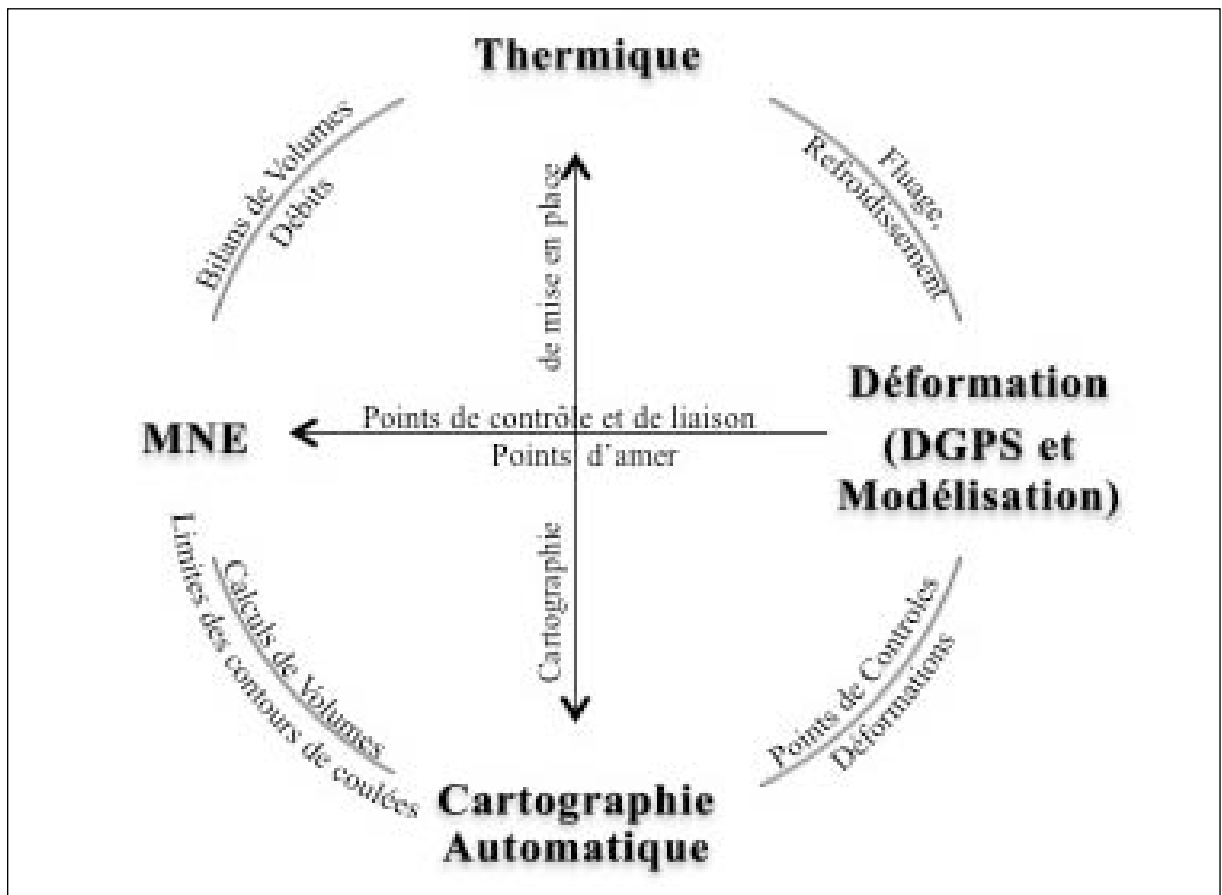 Thermique
Bilans de Volumes
Débits
Fluage,
Refroidissement
de mise en place
MNE
Points de contrôle et de liaison
Points d'amer
Déformation
(DGPS et
Modélisation)
Cartographie
Calculs de Volumes
Limites des contours de coulées
Points de Controles
Déformations
Cartographie
Automatique